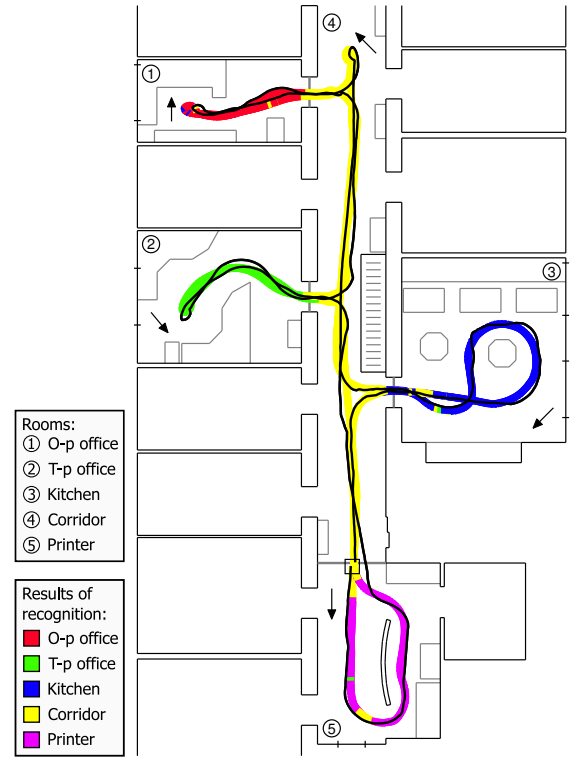 ④
①
②
③
Rooms:
① O-p office
② T-p office
③ Kitchen
④ Corridor
⑤ Printer
Results of
recognition:
O-p office
T-p office
Kitchen
Corridor
Printer
⑤